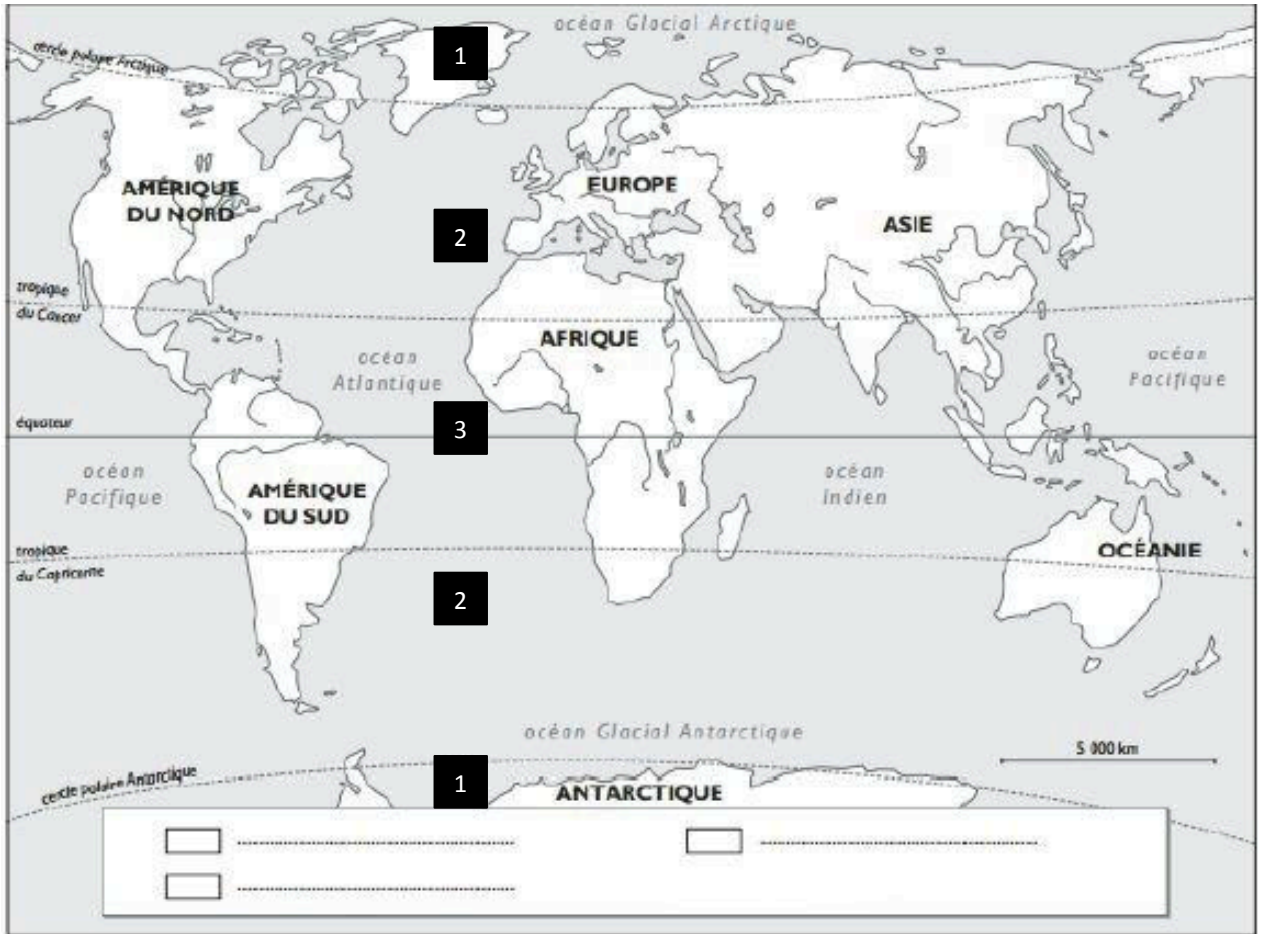 océan Glacial Arctique
1
cercle polaire Arctique
AMÉRIQUE
DU NORD
EUROPE
2
ASIE
tropique
du Cancer
AFRIQUE
océan
Atlantique
océan
Pacifique
3
équateur
océan
Pacifique
AMÉRIQUE
DU SUD
océan
Indien
tropique
du Capricorne
OCÉANIE
2
océan Glacial Antarctique
5 000 km
cercle polaire Antarctique
1
ANTARCTIQUE